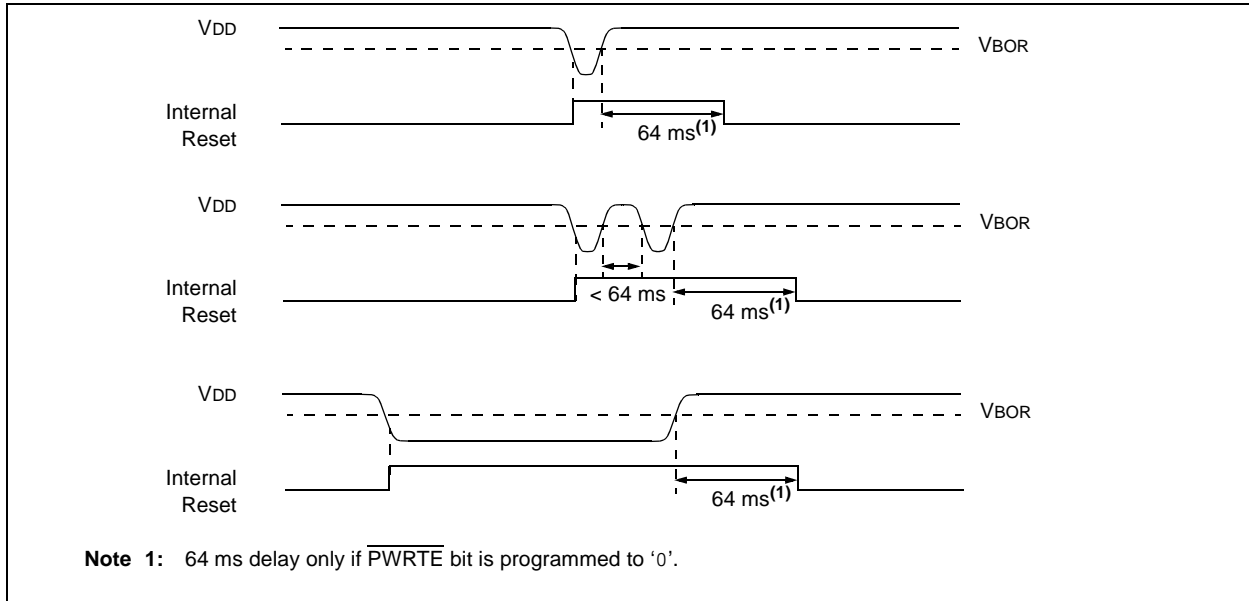 VDD
VBOR
Internal
Reset
64 ms(1)
VDD
VBOR
Internal
Reset
< 64 ms
64 ms(1)
VDD
VBOR
Internal
Reset
64 ms(1)
Note 1: 64 ms delay only if P̅W̅R̅T̅E̅ bit is programmed to ‘0’.